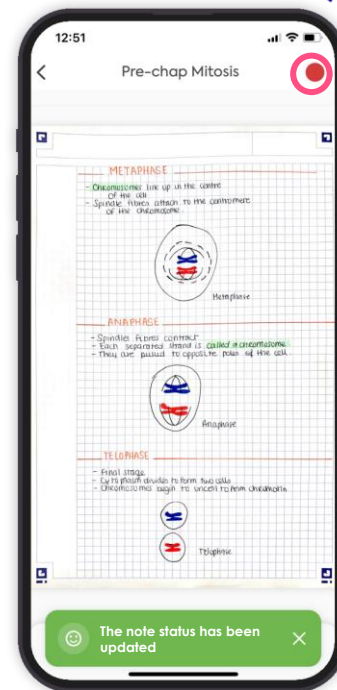 12:51
Pre-chap Mitosis
METAPHASE
- Chromosomes line up in the centre
of the cell
- Spindle fibres attach to the centromere
of the chromosome.
Metaphase
ANAPHASE
- Spindles fibres contract
- Each separated strand is called a chromosome
- They are pulled to opposite poles of the cell.
Anaphase
TELOPHASE
- Final stage
- Cytoplasm divides to form two cells
- Chromosomes begin to uncoil to form chromatin
Telophase
The note status has been
updated